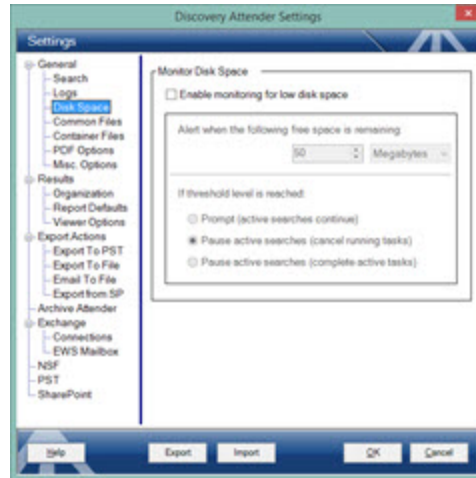 Discovery Attender Settings
Settings
General
Search
Logs
Disk Space
Common Files
Container Files
PDF Options
Misc. Options
Results
Organization
Report Defaults
Viewer Options
Export Actions
Export To PST
Export To File
Email To File
Export from SP
Archive Attender
Exchange
Connections
EWS Mailbox
NSF
PST
SharePoint
Monitor Disk Space
Enable monitoring for low disk space
Alert when the following free space is remaining:
50 Megabytes
If threshold level is reached:
Prompt (active searches continue)
Pause active searches (cancel running tasks)
Pause active searches (complete active tasks)
Help Export Import OK Cancel